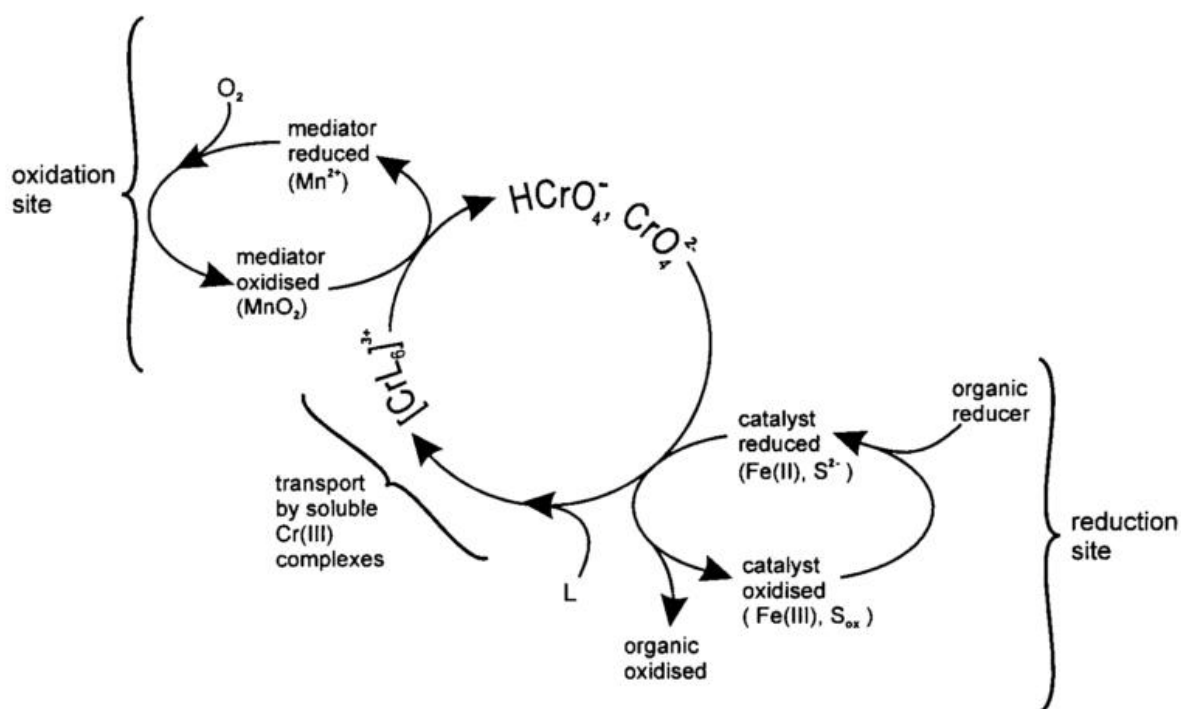 O₂
mediator
reduced
(Mn²⁺)
oxidation
site
mediator
oxidised
(MnO₂)
HCrO₄⁻, CrO₄²⁻
[CrL₆]³⁺
transport
by soluble
Cr(III)
complexes
L
catalyst
reduced
(Fe(II), S²⁻)
organic
reducer
catalyst
oxidised
( Fe(III), Sₒₓ )
organic
oxidised
reduction
site